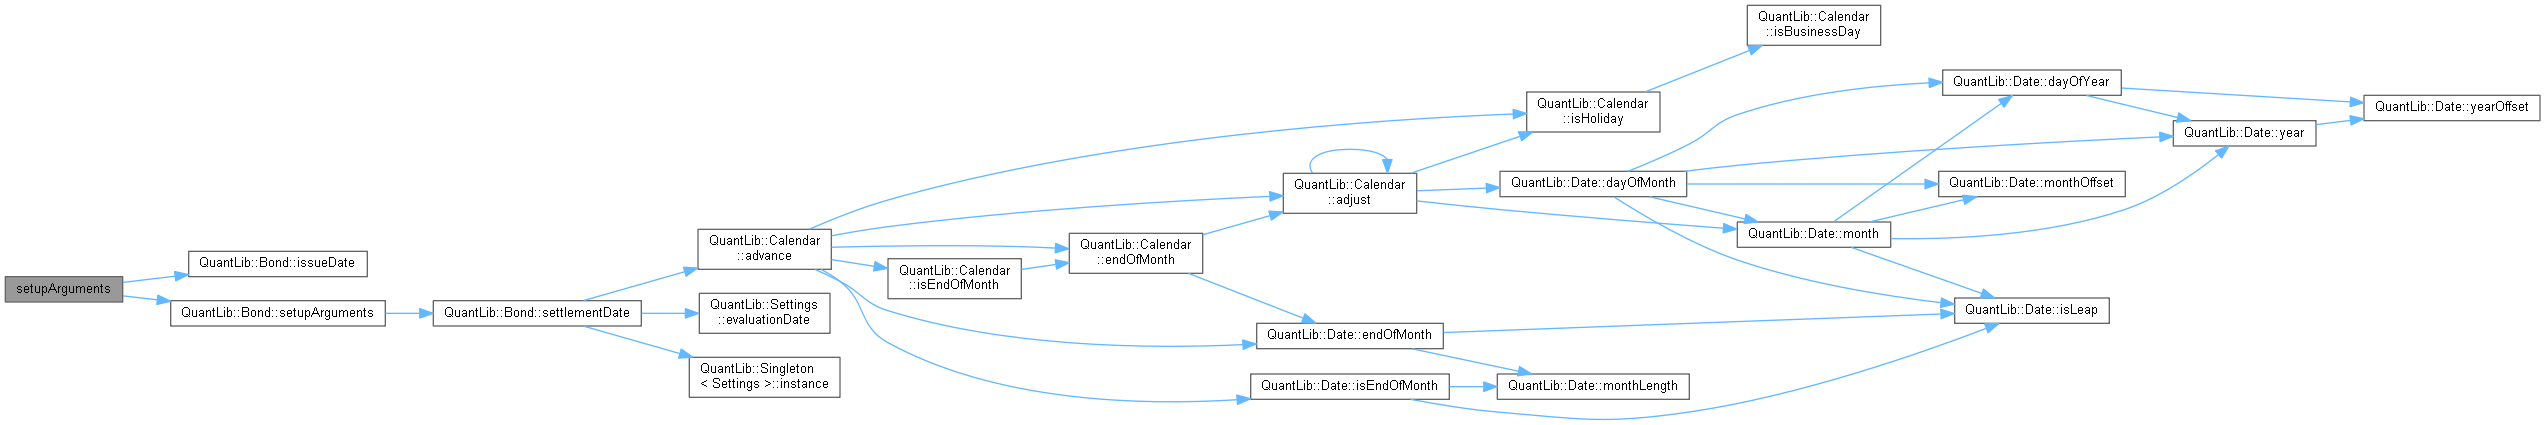 setupArguments
QuantLib::Bond::issueDate
QuantLib::Bond::setupArguments
QuantLib::Bond::settlementDate
QuantLib::Calendar
::advance
QuantLib::Settings
::evaluationDate
QuantLib::Singleton
< Settings >::instance
QuantLib::Calendar
::isEndOfMonth
QuantLib::Calendar
::endOfMonth
QuantLib::Calendar
::adjust
QuantLib::Date::endOfMonth
QuantLib::Date::isEndOfMonth
QuantLib::Calendar
::isHoliday
QuantLib::Date::dayOfMonth
QuantLib::Date::monthLength
QuantLib::Calendar
::isBusinessDay
QuantLib::Date::month
QuantLib::Date::dayOfYear
QuantLib::Date::monthOffset
QuantLib::Date::isLeap
QuantLib::Date::year
QuantLib::Date::yearOffset